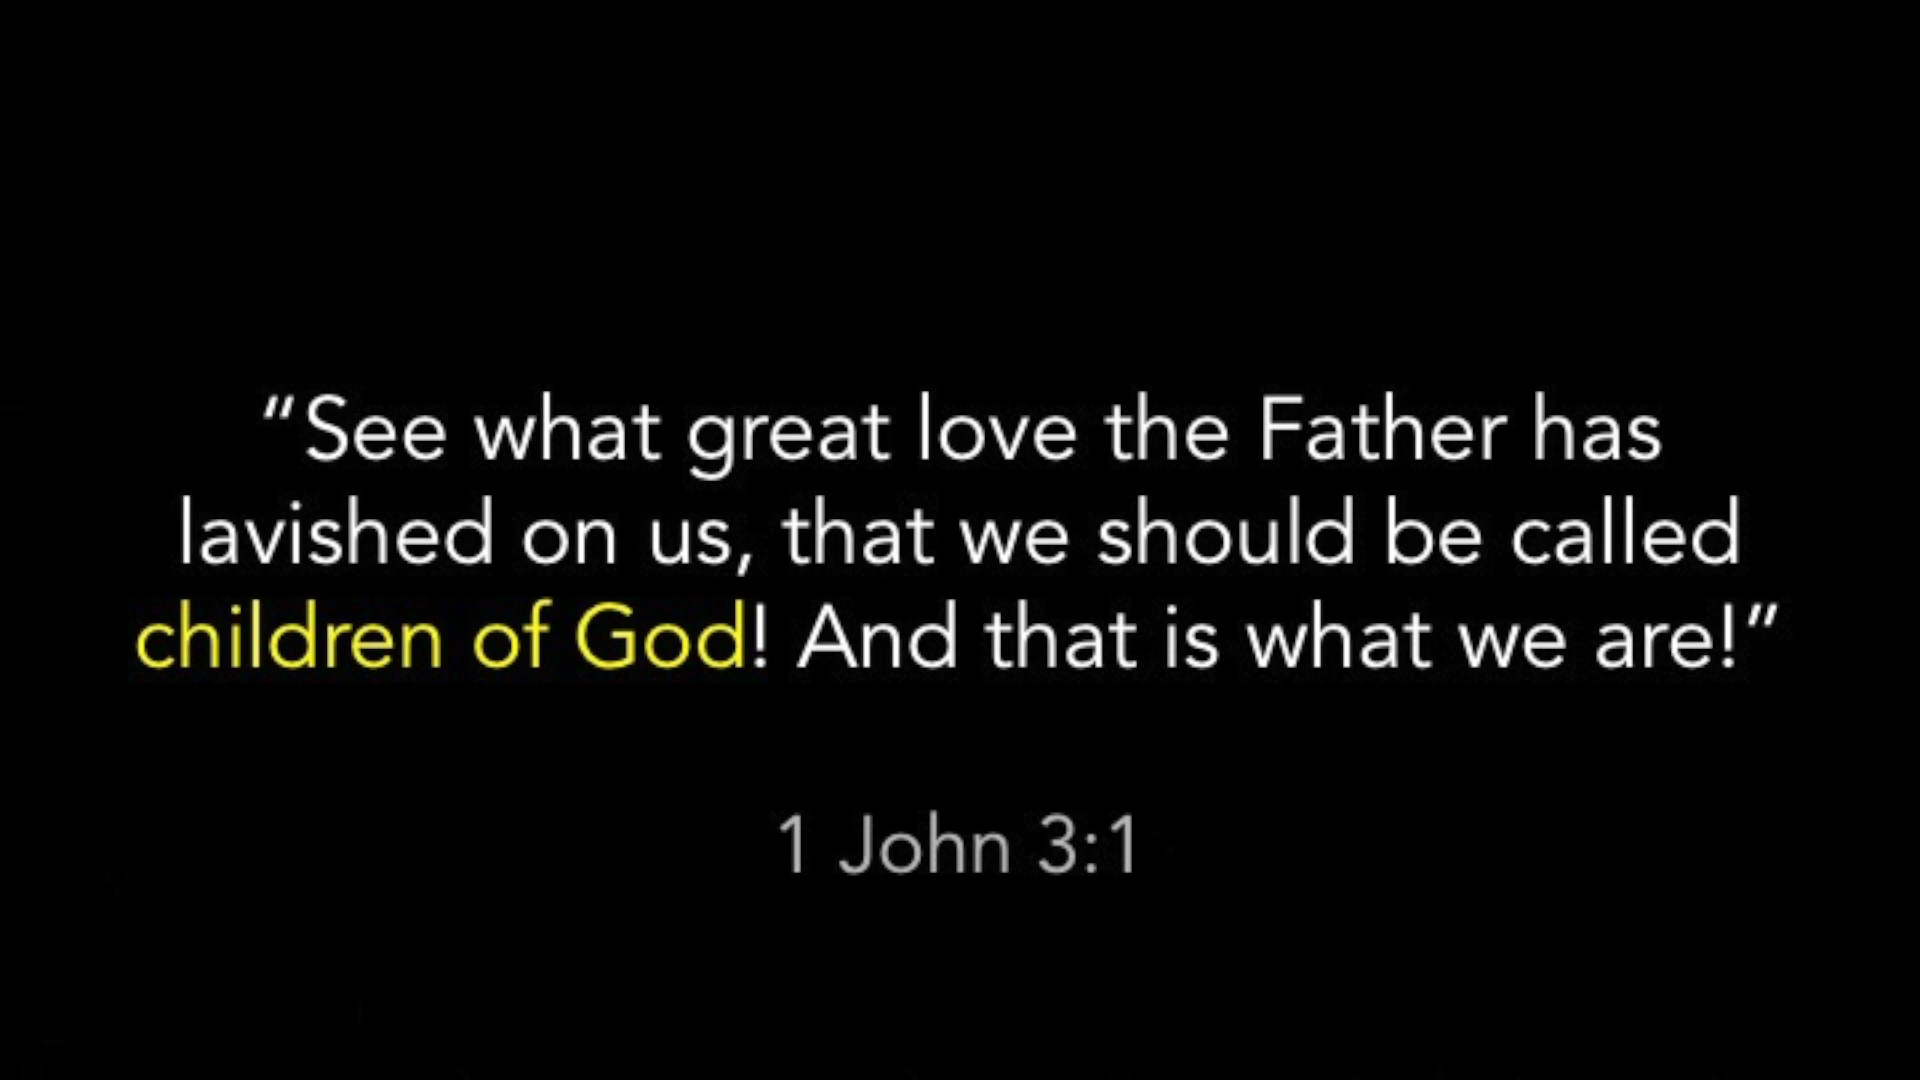 “See what great love the Father has
lavished on us, that we should be called
children of God! And that is what we are!”
1 John 3:1